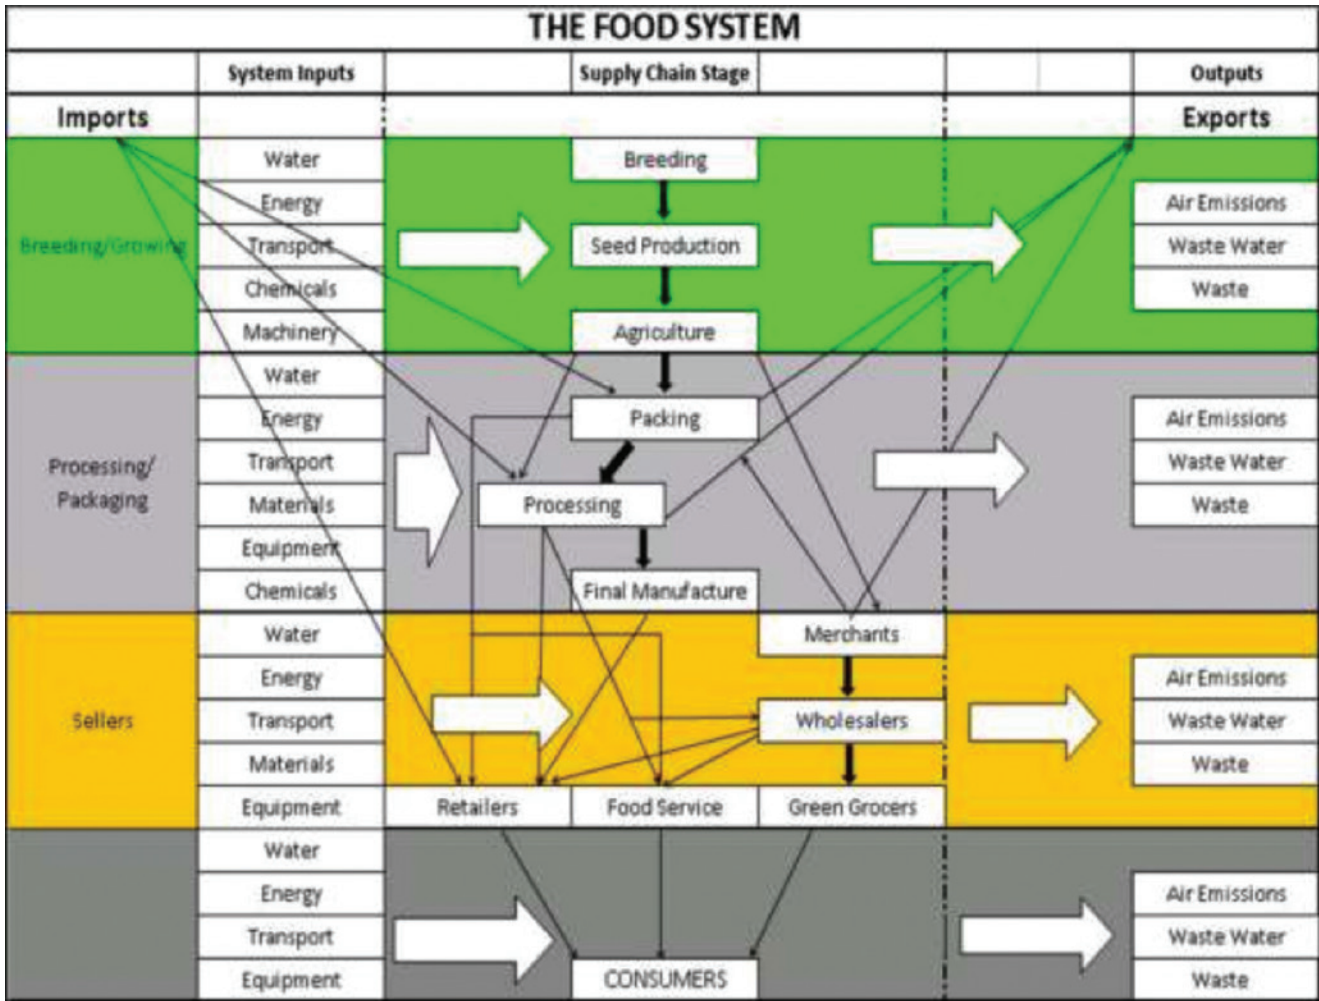 THE FOOD SYSTEM
System Inputs
Supply Chain Stage
Outputs
Imports
Exports
Water
Breeding
Energy
Air Emissions
Breeding/Growing
Transport
Seed Production
Waste Water
Chemicals
Waste
Machinery
Agriculture
Water
Energy
Packing
Air Emissions
Processing/
Packaging
Transport
Waste Water
Materials
Processing
Waste
Equipment
Chemicals
Final Manufacture
Water
Merchants
Energy
Air Emissions
Sellers
Transport
Wholesalers
Waste Water
Materials
Waste
Equipment
Retailers
Food Service
Green Grocers
Water
Energy
Air Emissions
Transport
Waste Water
Equipment
CONSUMERS
Waste